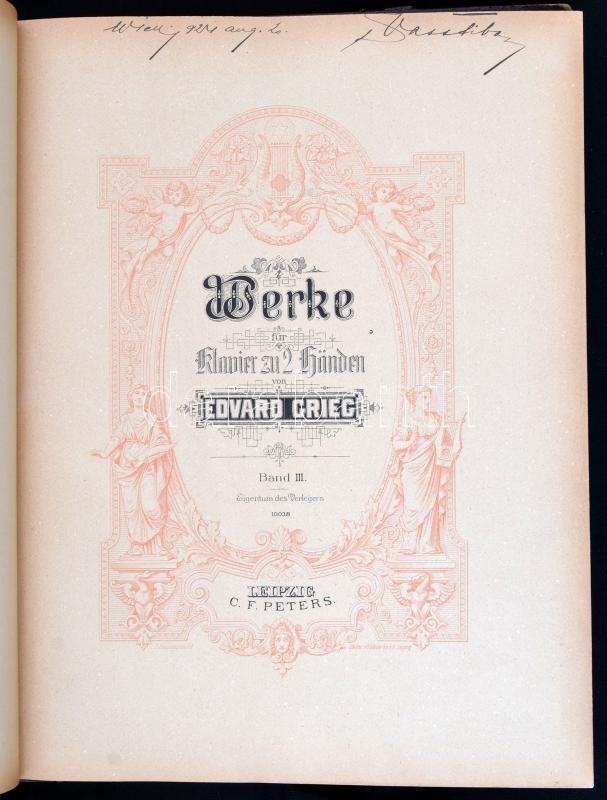 Wien, 924 aug. 2.
Werke
für
Klavier zu 2 Händen
von
EDVARD GRIEG
Band III.
Eigentum des Verlegers
10038
LEIPZIG
C. F. PETERS.